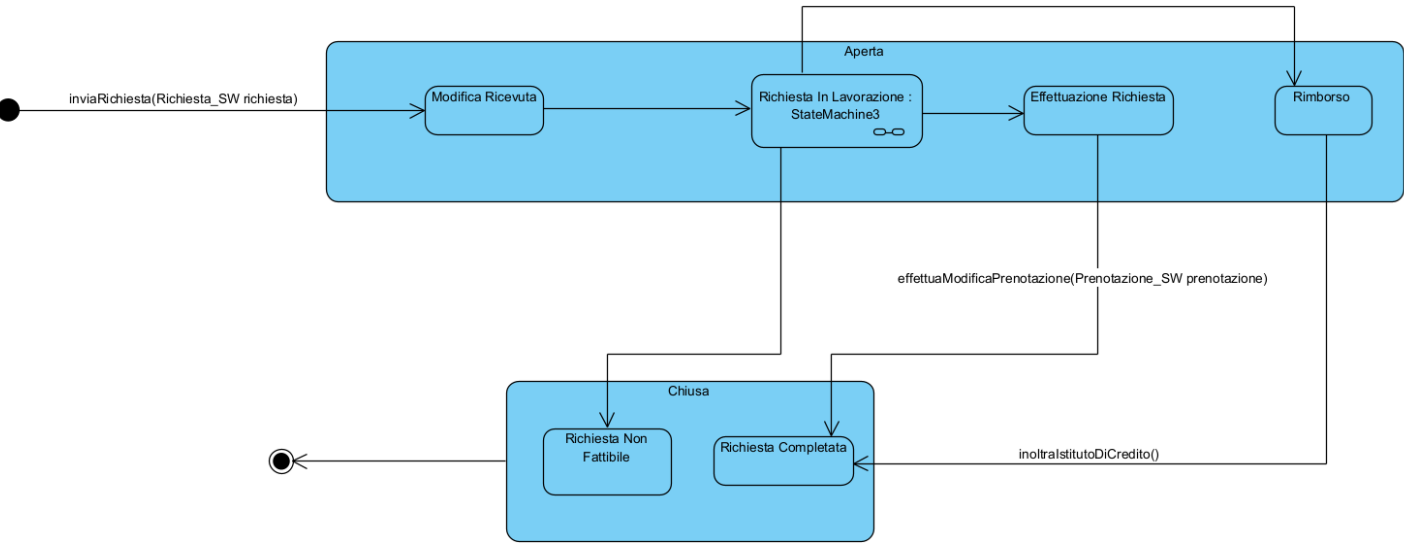 Aperta
inviaRichiesta(Richiesta_SW richiesta)
Modifica Ricevuta
Richiesta In Lavorazione :
StateMachine3
Effettuazione Richiesta
Rimborso
effettuaModificaPrenotazione(Prenotazione_SW prenotazione)
Chiusa
Richiesta Non
Fattibile
Richiesta Completata
inoltraIstitutoDiCredito()